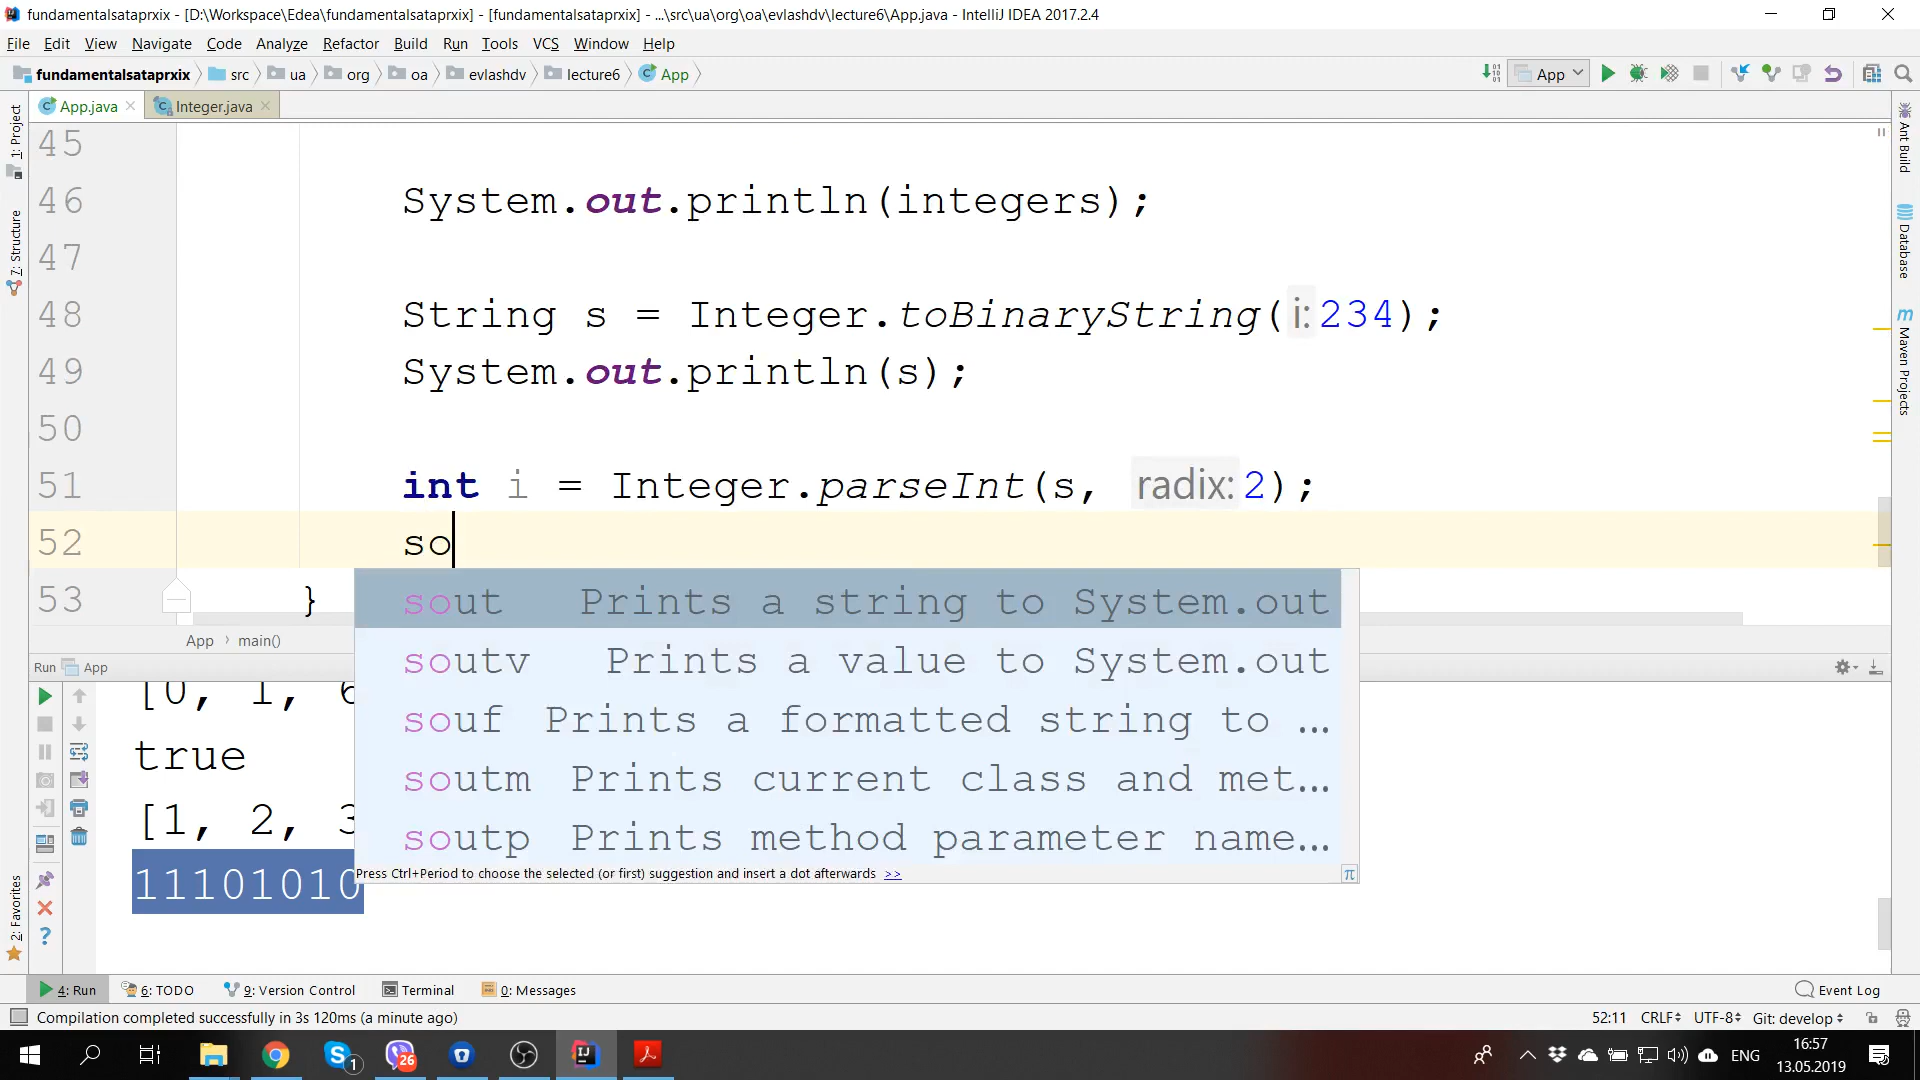 fundamentalsataprxix - [D:\Workspace\Edea\fundamentalsataprxix] - [fundamentalsataprxix] - ...\src\ua\org\oa\evlashdv\lecture6\App.java - IntelliJ IDEA 2017.2.4
File Edit View Navigate Code Analyze Refactor Build Run Tools VCS Window Help
fundamentalsataprxix src ua org oa evlashdv lecture6 App App
App.java Integer.java
1: Project
7: Structure
2: Favorites
Ant Build
Database
Maven Projects
45
46 System.out.println(integers);
47
48 String s = Integer.toBinaryString(i: 234);
49 System.out.println(s);
50
51 int i = Integer.parseInt(s, radix: 2);
52 so
53 }
sout Prints a string to System.out
soutv Prints a value to System.out
souf Prints a formatted string to ...
soutm Prints current class and met...
soutp Prints method parameter name...
Press Ctrl+Period to choose the selected (or first) suggestion and insert a dot afterwards >>
App main()
Run App
[0, 1, 6
true
[1, 2, 3
11101010
4: Run 6: TODO 9: Version Control Terminal 0: Messages Event Log
Compilation completed successfully in 3s 120ms (a minute ago) 52:11 CRLF UTF-8 Git: develop
1 26 ENG 16:57
13.05.2019